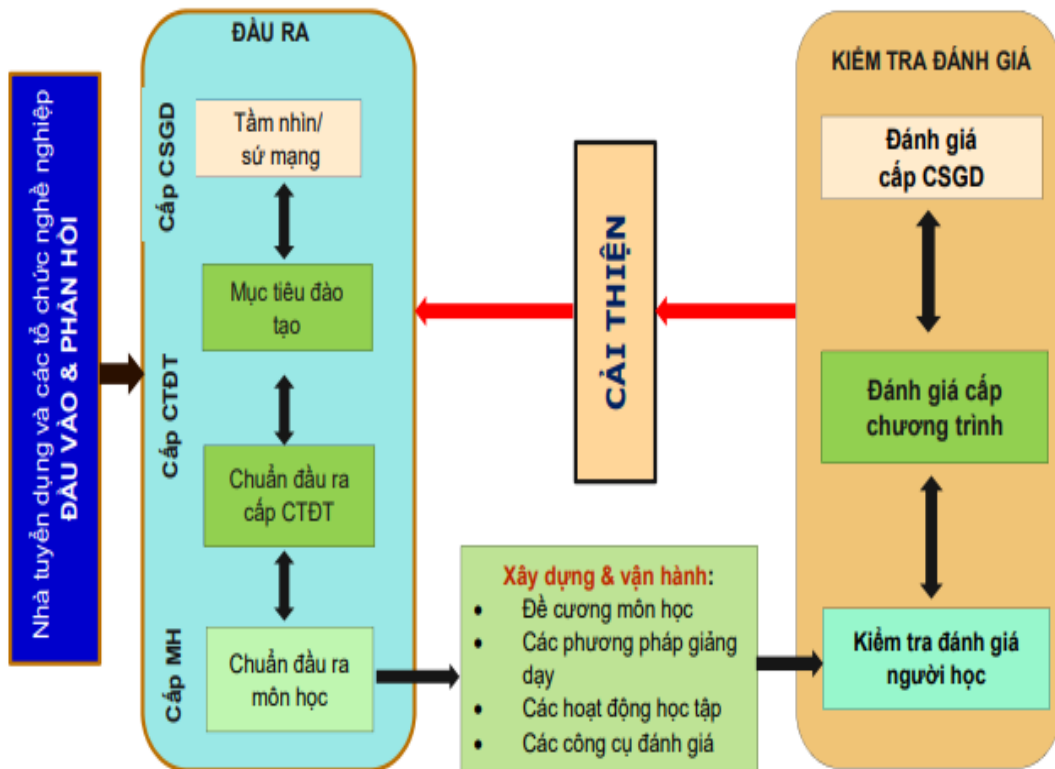 Nhà tuyển dụng và các tổ chức nghề nghiệp
ĐẦU VÀO & PHẢN HỒI
ĐẦU RA
Cấp CSGD
Tầm nhìn/
sứ mạng
Mục tiêu đào
tạo
Cấp CTĐT
Chuẩn đầu ra
cấp CTĐT
Cấp MH
Chuẩn đầu ra
môn học
Xây dựng & vận hành:
• Đề cương môn học
• Các phương pháp giảng
dạy
• Các hoạt động học tập
• Các công cụ đánh giá
CẢI THIỆN
KIỂM TRA ĐÁNH GIÁ
Đánh giá
cấp CSGD
Đánh giá cấp
chương trình
Kiểm tra đánh giá
người học